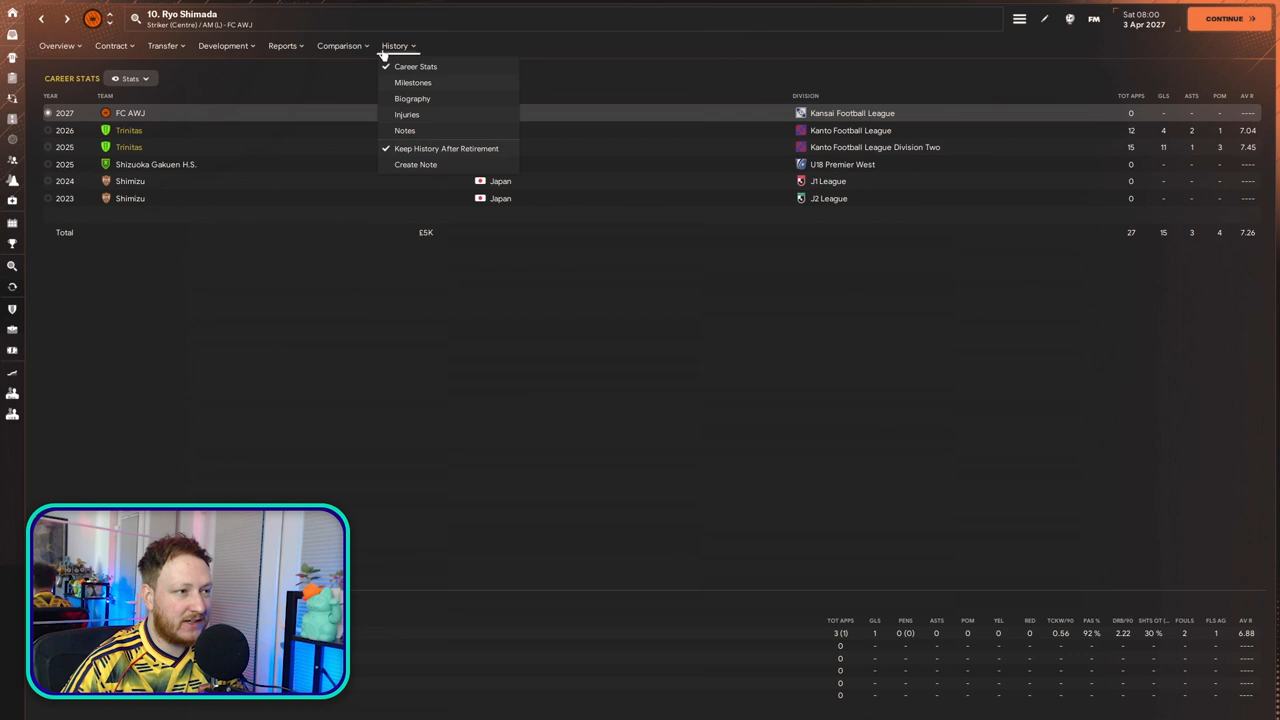 10. Ryo Shimada
Striker (Centre) / AM (L) - FC AWJ
FM
Sat 08:00
3 Apr 2027
CONTINUE
Overview
Contract
Transfer
Development
Reports
Comparison
History
CAREER STATS
Stats
Career Stats
Milestones
Biography
Injuries
Notes
Keep History After Retirement
Create Note
YEAR TEAM DIVISION TOT APPS GLS ASTS POM AV R
2027 FC AWJ Kansai Football League 0 - - - ----
2026 Trinitas Kanto Football League 12 4 2 1 7.04
2025 Trinitas Kanto Football League Division Two 15 11 1 3 7.45
2025 Shizuoka Gakuen H.S. U18 Premier West 0 - - - ----
2024 Shimizu Japan J1 League 0 - - - ----
2023 Shimizu Japan J2 League 0 - - - ----
Total £5K 27 15 3 4 7.26
TOT APPS GLS PENS ASTS POM YEL RED TCKW/90 PAS % DRB/90 SHTS OT (... FOULS FLS AG AV R
3 (1) 1 0 (0) 0 0 0 0 0.56 92 % 2.22 30 % 2 1 6.88
0 - - - - - - - - - - - - ----
0 - - - - - - - - - - - - ----
0 - - - - - - - - - - - - ----
0 - - - - - - - - - - - - ----
0 - - - - - - - - - - - - ----